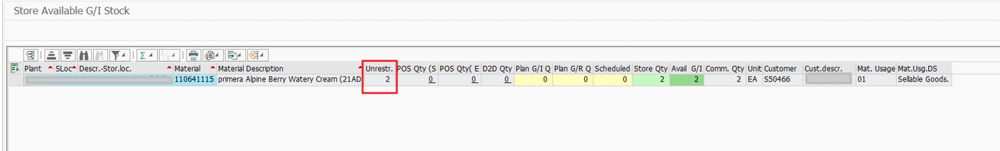 Store Available G/I Stock
Plant SLoc Descr.-Stor.loc. Material Material Description Unrestr. POS Qty (S POS Qty( E D2D Qty Plan G/I Q Plan G/R Q Scheduled Store Qty Avail G/I Comm. Qty Unit Customer Cust.descr. Mat. Usage Mat.Usg.DS
110641115 primera Alpine Berry Watery Cream (21AD 2 0 0 0 0 0 0 2 2 2 EA S50466 01 Sellable Goods.